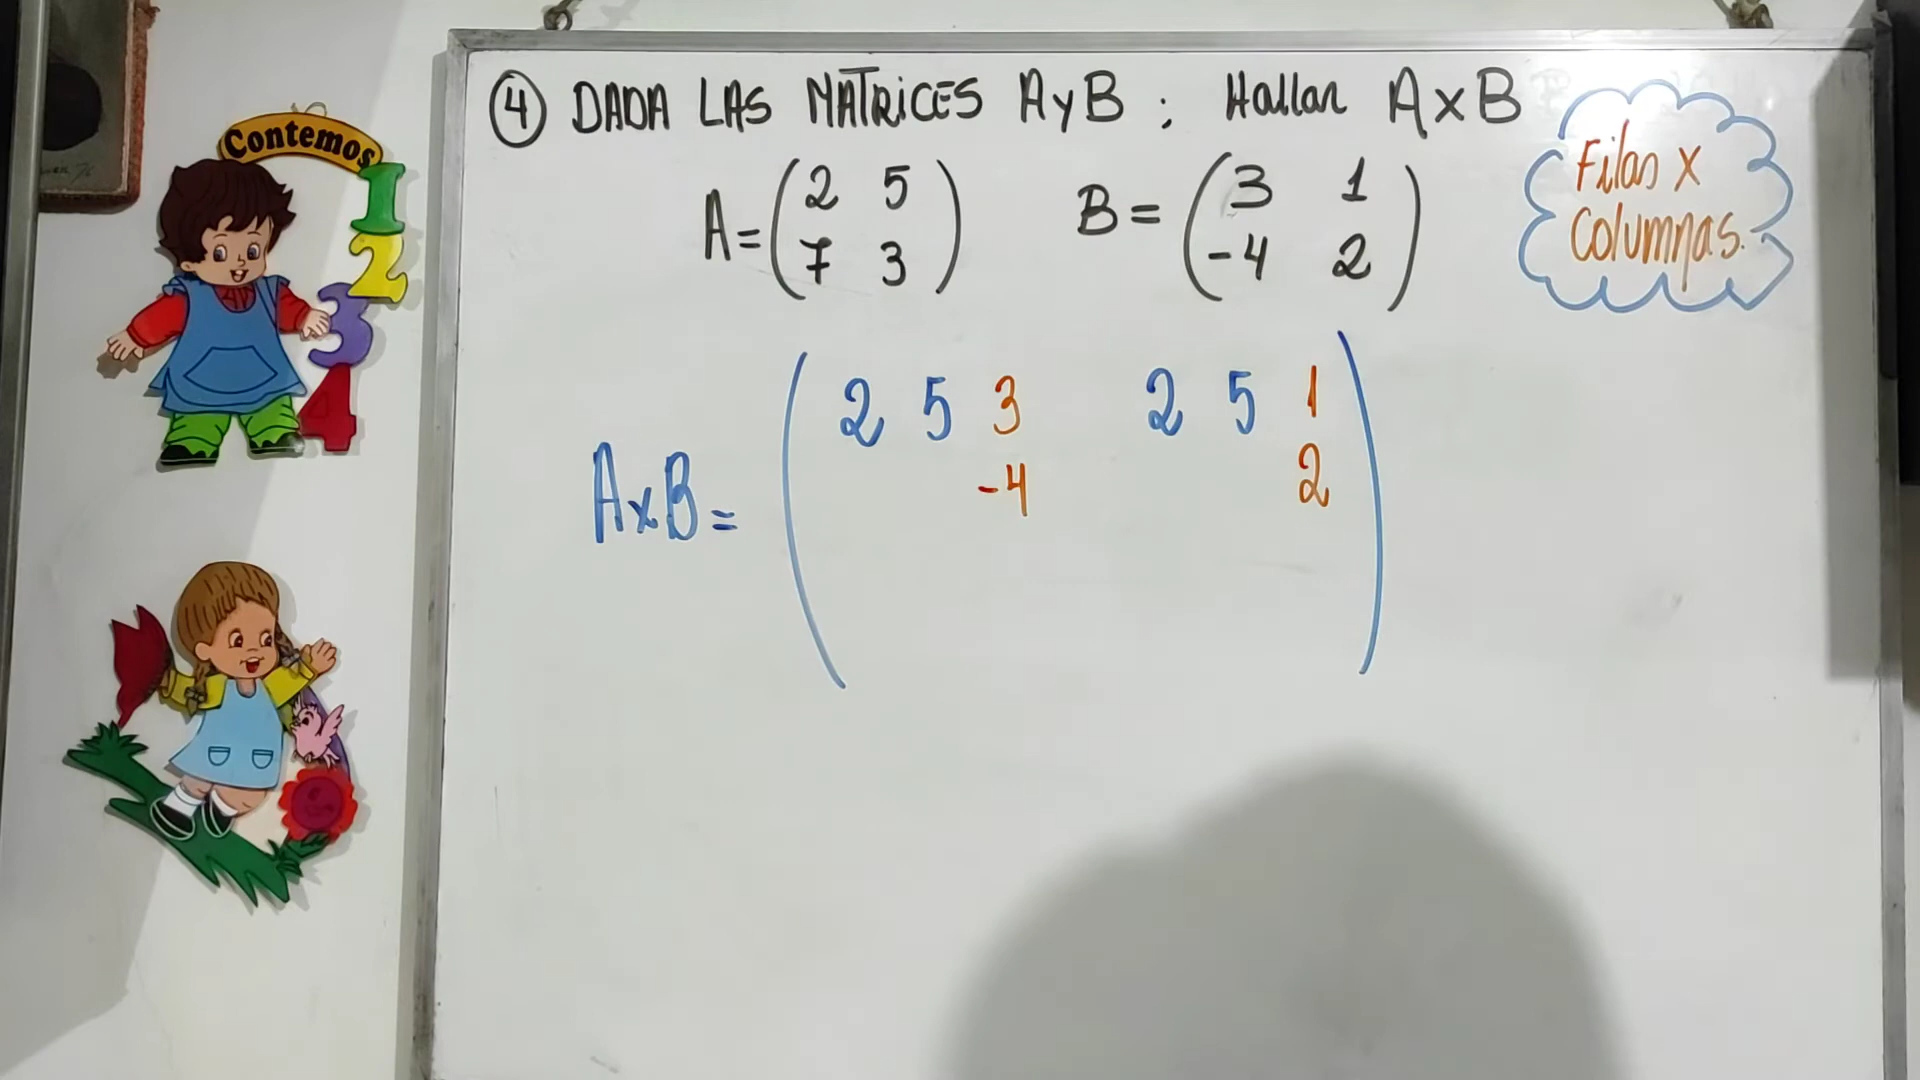 Contemos
1
2
3
4
④ DADA LAS MATRICES A y B : Hallar A x B
A = ( 2 5
7 3 )
B = ( 3 1
-4 2 )
Filas x
Columnas.
A x B = ( 2 5 3 2 5 1
-4 2 )